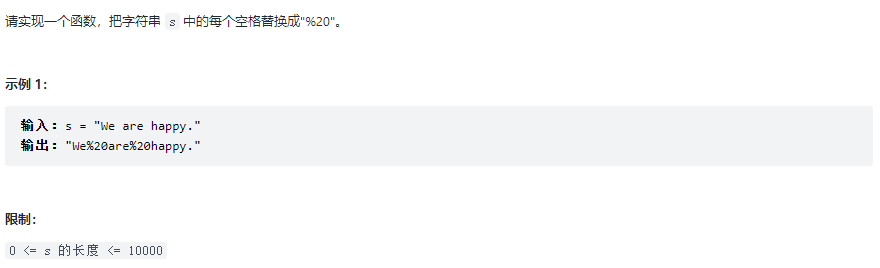 请实现一个函数，把字符串 s 中的每个空格替换成"%20"。
示例 1：
输入：s = "We are happy."
输出："We%20are%20happy."
限制：
0 <= s 的长度 <= 10000